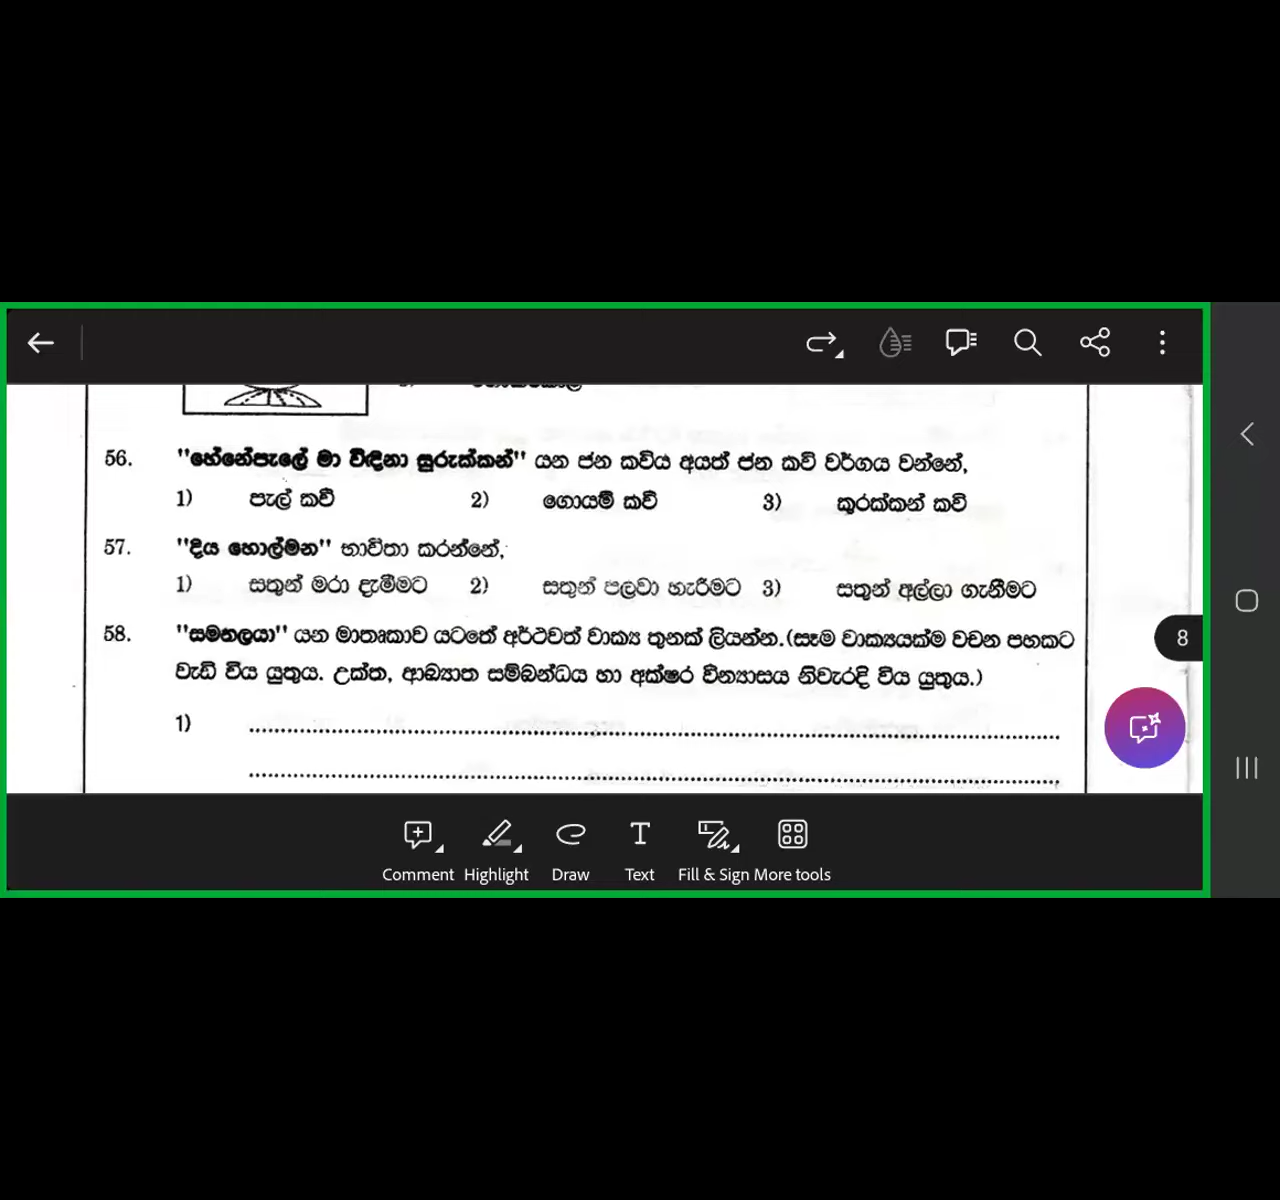 56. "හේනේපැලේ මා විඳිනා සුරුක්කන්" යන ජන කවිය අයත් ජන කවි වර්ගය වන්නේ,
1) පැල් කවි 2) ගොයම් කවි 3) කුරක්කන් කවි
57. "දිය හොල්මන" භාවිතා කරන්නේ,
1) සතුන් මරා දැමීමට 2) සතුන් පලවා හැරීමට 3) සතුන් අල්ලා ගැනීමට
58. "සමනලයා" යන මාතෘකාව යටතේ අර්ථවත් වාක්‍ය තුනක් ලියන්න.(සෑම වාක්‍යයක්ම වචන පහකට
වැඩි විය යුතුය. උක්ත, ආඛ්‍යාත සම්බන්ධය හා අක්ෂර වින්‍යාසය නිවැරදි විය යුතුය.)
8
1) ........................................
........................................
Comment Highlight Draw Text Fill & Sign More tools